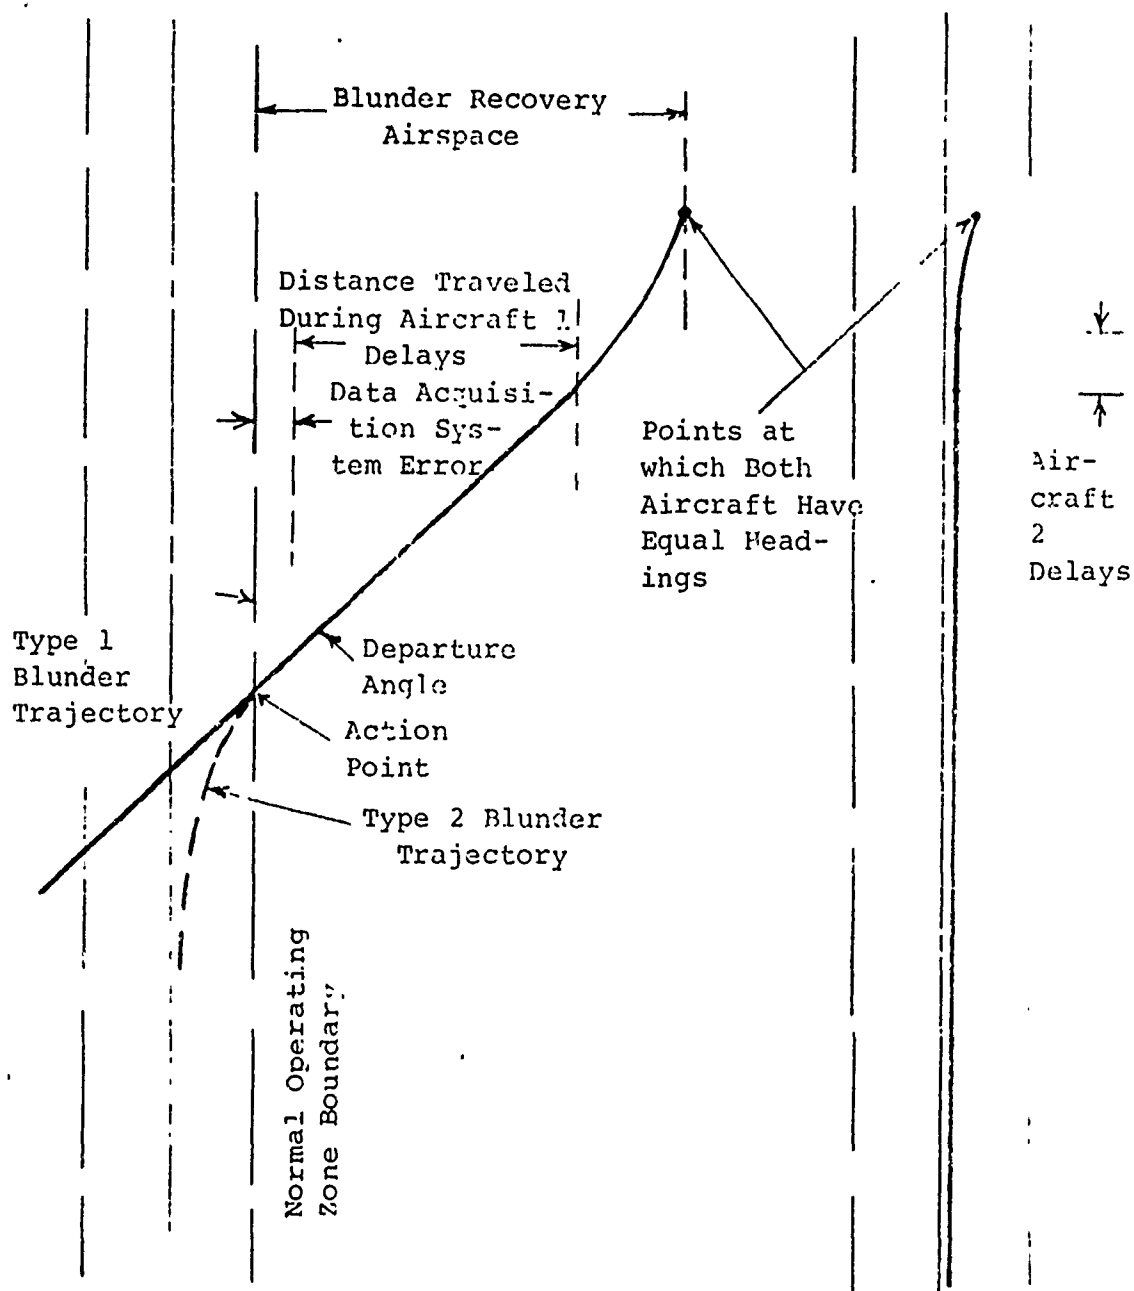 Blunder Recovery
Airspace
Distance Traveled
During Aircraft 1
Delays
Data Acquisi-
tion Sys-
tem Error
Points at
which Both
Aircraft Have
Equal Head-
ings
Air-
craft
2
Delays
Type 1
Blunder
Trajectory
Departure
Angle
Action
Point
Type 2 Blunder
Trajectory
Normal Operating
Zone Boundary